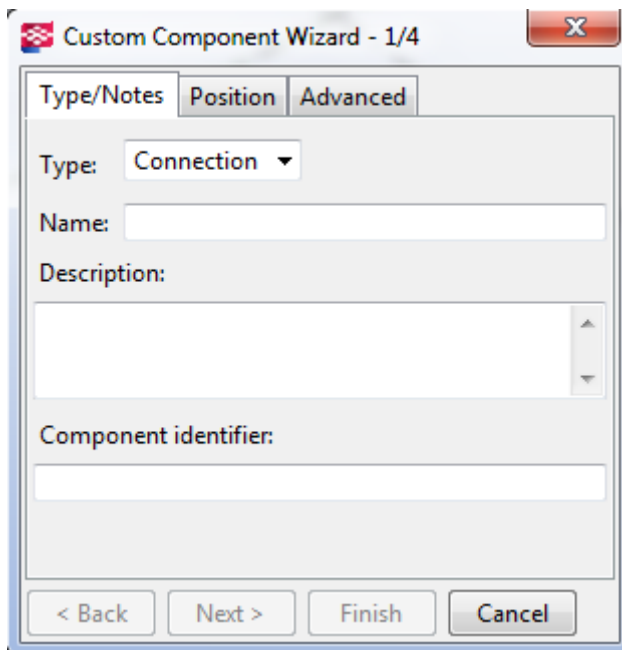 Custom Component Wizard - 1/4
X
Type/Notes Position Advanced
Type: Connection
Name:
Description:
Component identifier:
< Back Next > Finish Cancel